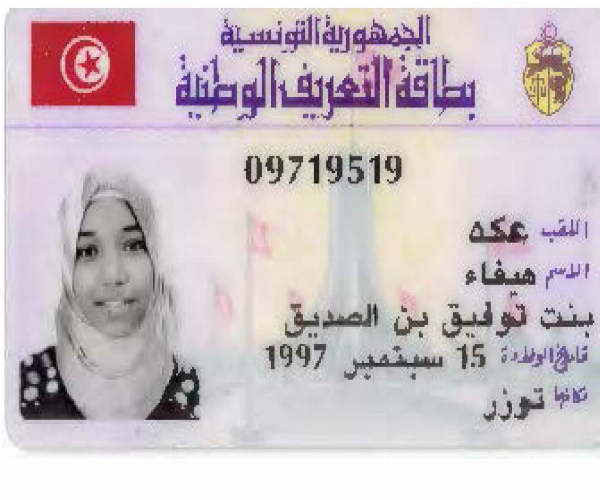 الجمهورية التونسية
بطاقة التعريف الوطنية
09719519
اللقب عكه
الاسم هيفاء
بنت توفيق بن الصديق
تاريخ الولادة 15 سبتمبر 1997
مكانها توزر